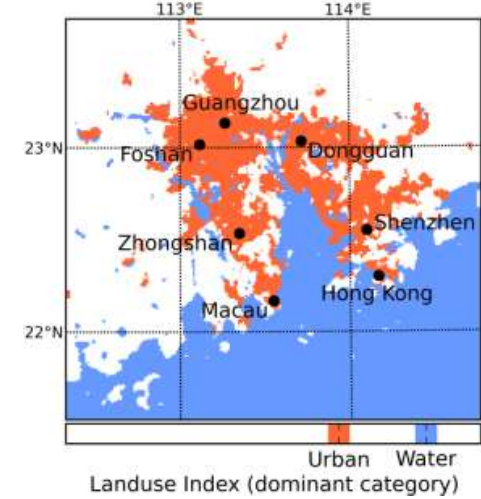 113°E 114°E
Guangzhou
23°N
Foshan Dongguan
Shenzhen
Zhongshan
Hong Kong
Macau
22°N
Urban Water
Landuse Index (dominant category)